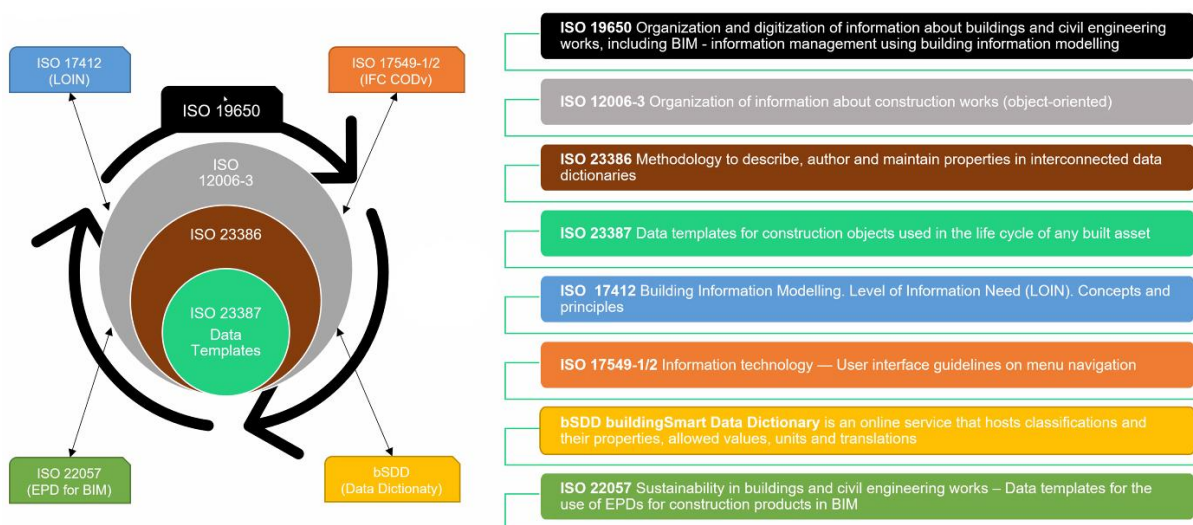 ISO 17412
(LOIN)
ISO 17549-1/2
(IFC CODv)
ISO 19650
ISO
12006-3
ISO 23386
ISO 23387
Data
Templates
ISO 22057
(EPD for BIM)
bSDD
(Data Dictionaty)
ISO 19650 Organization and digitization of information about buildings and civil engineering
works, including BIM - information management using building information modelling
ISO 12006-3 Organization of information about construction works (object-oriented)
ISO 23386 Methodology to describe, author and maintain properties in interconnected data
dictionaries
ISO 23387 Data templates for construction objects used in the life cycle of any built asset
ISO 17412 Building Information Modelling. Level of Information Need (LOIN). Concepts and
principles
ISO 17549-1/2 Information technology — User interface guidelines on menu navigation
bSDD buildingSmart Data Dictionary is an online service that hosts classifications and
their properties, allowed values, units and translations
ISO 22057 Sustainability in buildings and civil engineering works – Data templates for the
use of EPDs for construction products in BIM